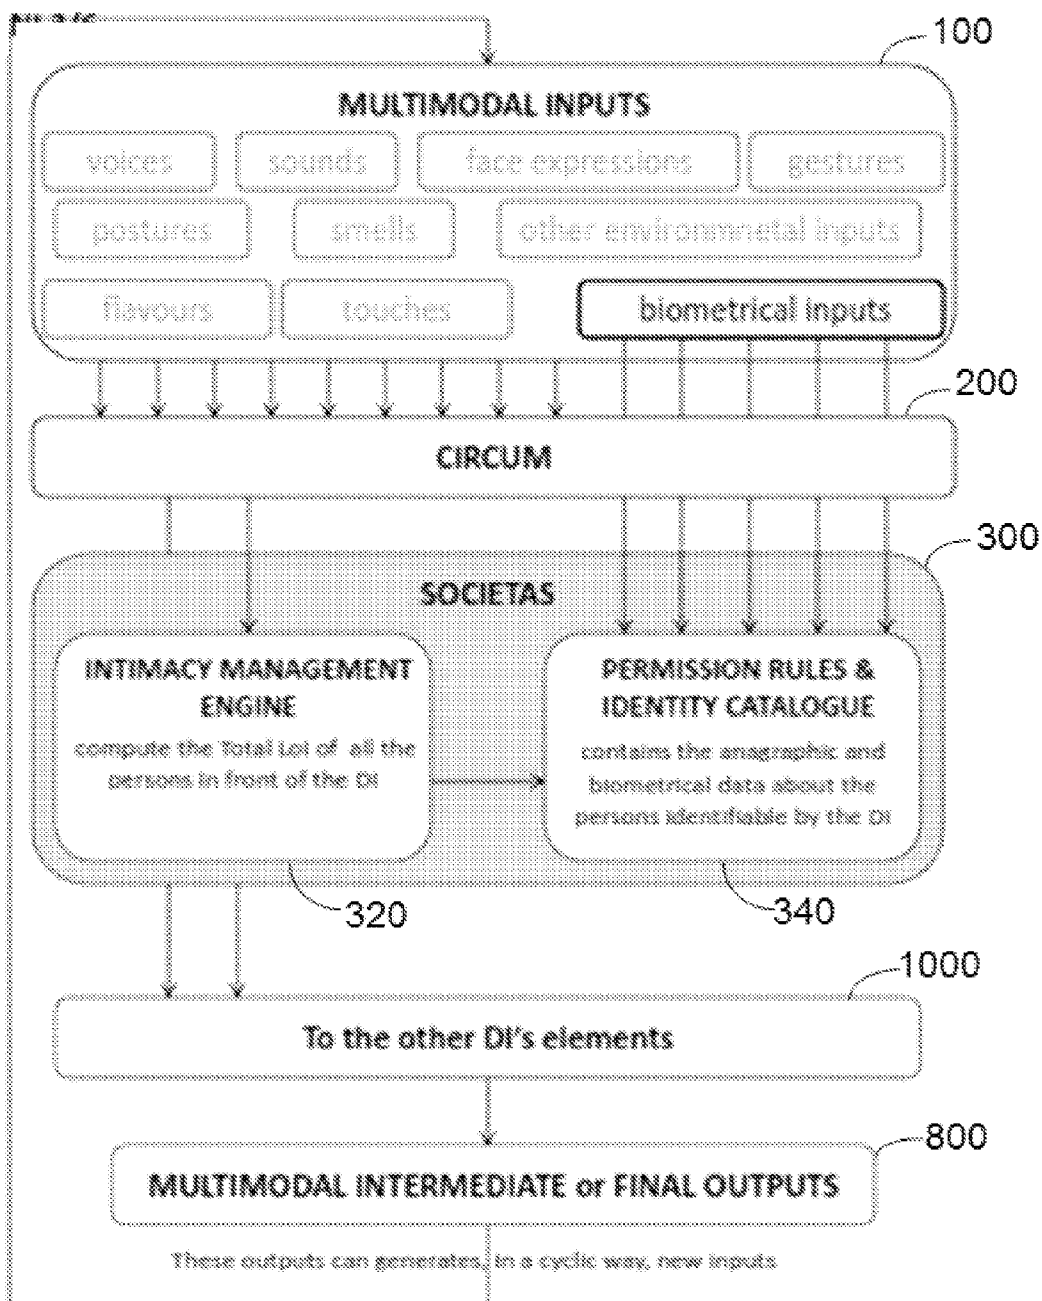 100
MULTIMODAL INPUTS
voices sounds face expressions gestures
postures smells other environmnetal inputs
flavours touches biometrical inputs
200
CIRCUM
300
SOCIETAS
INTIMACY MANAGEMENT
ENGINE
compute the Total LoI of all the
persons in front of the DI
PERMISSION RULES &
IDENTITY CATALOGUE
contains the anagraphic and
biometrical data about the
persons identifiable by the DI
320
340
1000
To the other DI's elements
800
MULTIMODAL INTERMEDIATE or FINAL OUTPUTS
These outputs can generates, in a cyclic way, new inputs